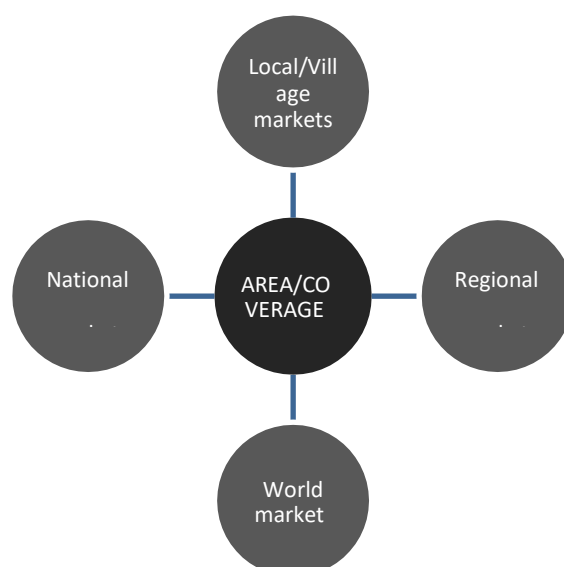 Local/Vill
age
markets
National
AREA/CO
VERAGE
Regional
World
market